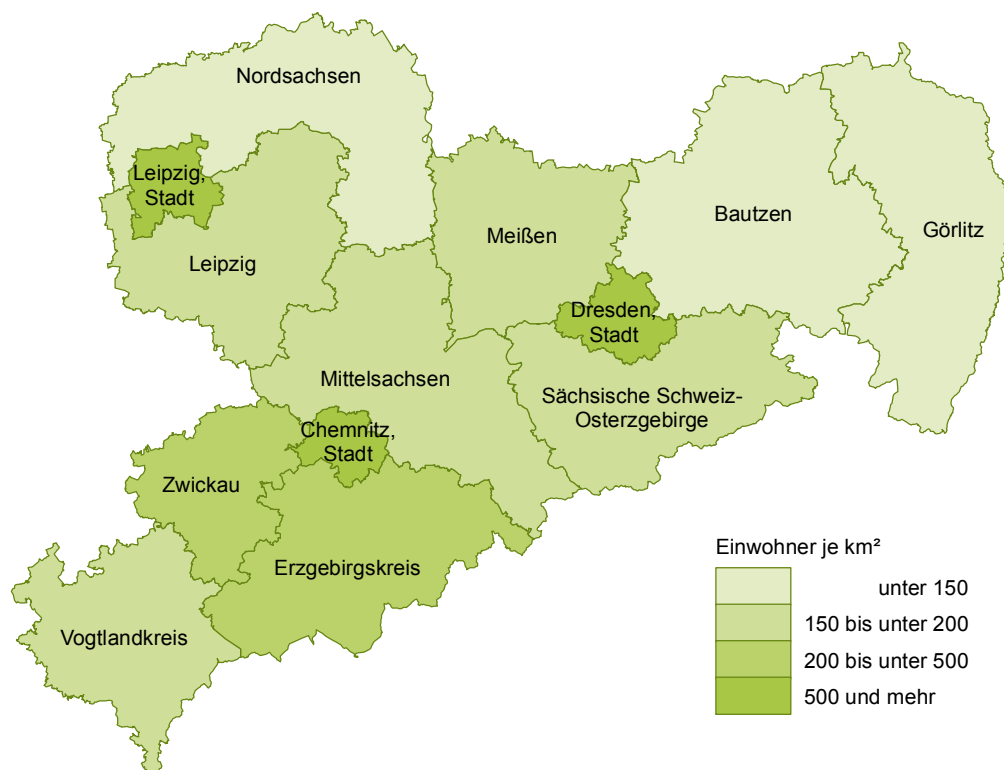 Nordsachsen
Leipzig,
Stadt
Leipzig
Meißen
Bautzen
Görlitz
Dresden,
Stadt
Mittelsachsen
Sächsische Schweiz-
Osterzgebirge
Chemnitz,
Stadt
Zwickau
Erzgebirgskreis
Vogtlandkreis
Einwohner je km²
unter 150
150 bis unter 200
200 bis unter 500
500 und mehr